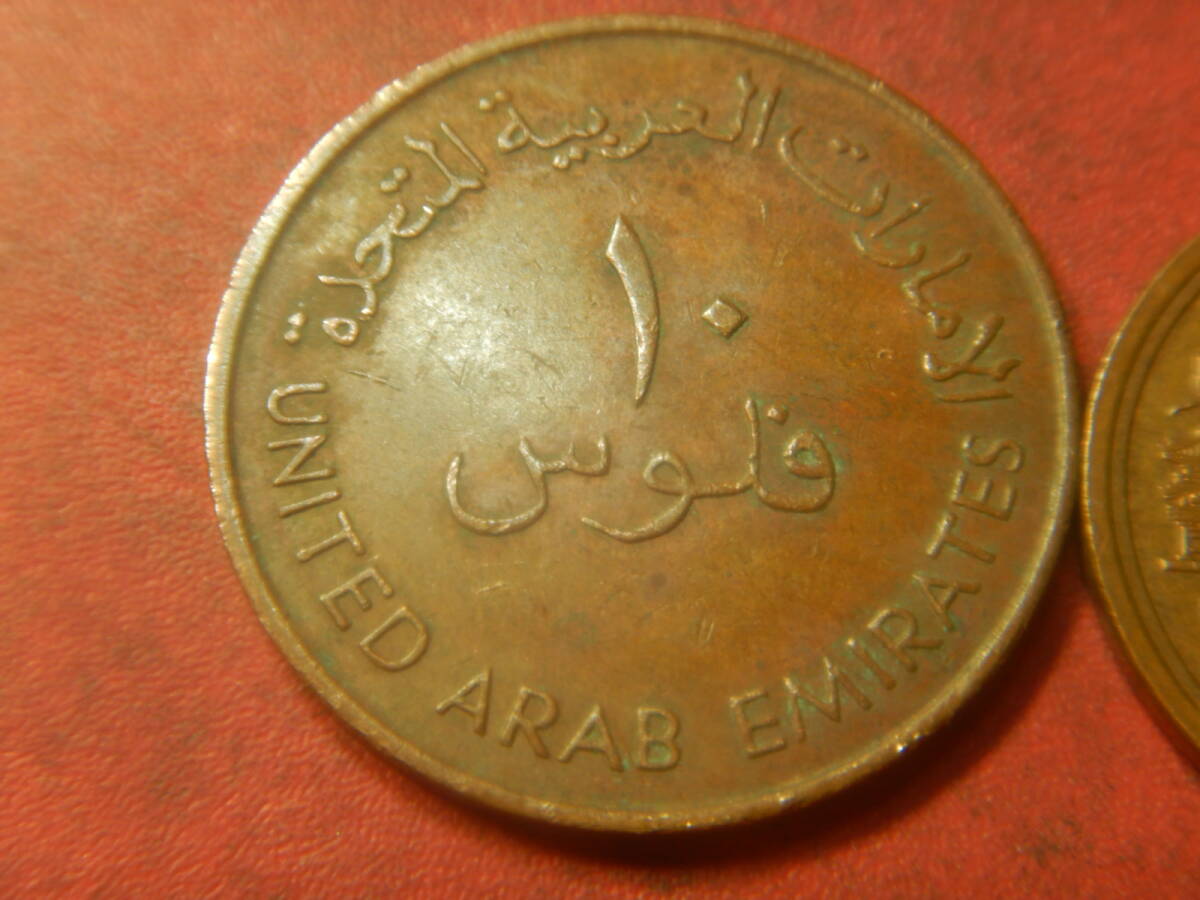 الإمارات العربية المتحدة
١٠
فلوس
UNITED ARAB EMIRATES